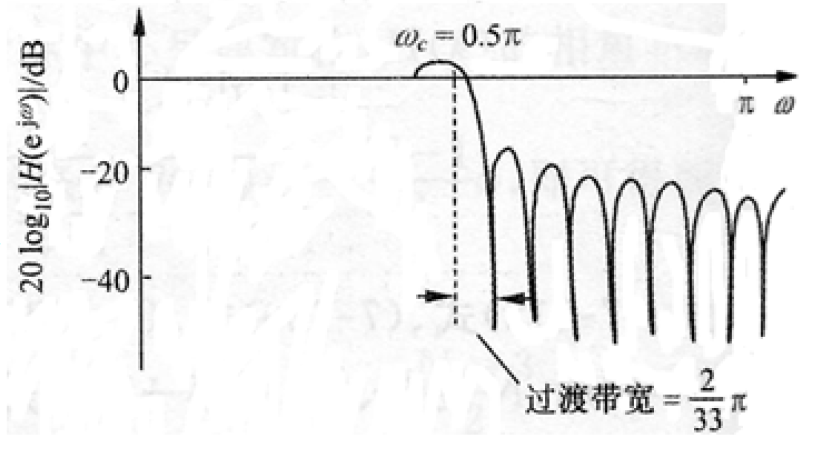 ω_c = 0.5π
20 log₁₀|H(e^{jω})|/dB
0
−20
−40
π ω
过渡带宽 = 2/33 π